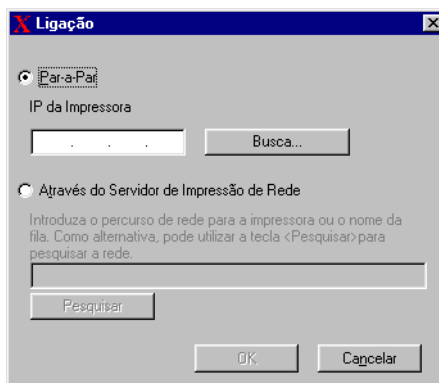 Ligação
Par-a-Par
IP da Impressora
. . .
Busca...
Através do Servidor de Impressão de Rede
Introduza o percurso de rede para a impressora ou o nome da
fila. Como alternativa, pode utilizar a tecla <Pesquisar>para
pesquisar a rede.
Pesquisar
OK
Cancelar